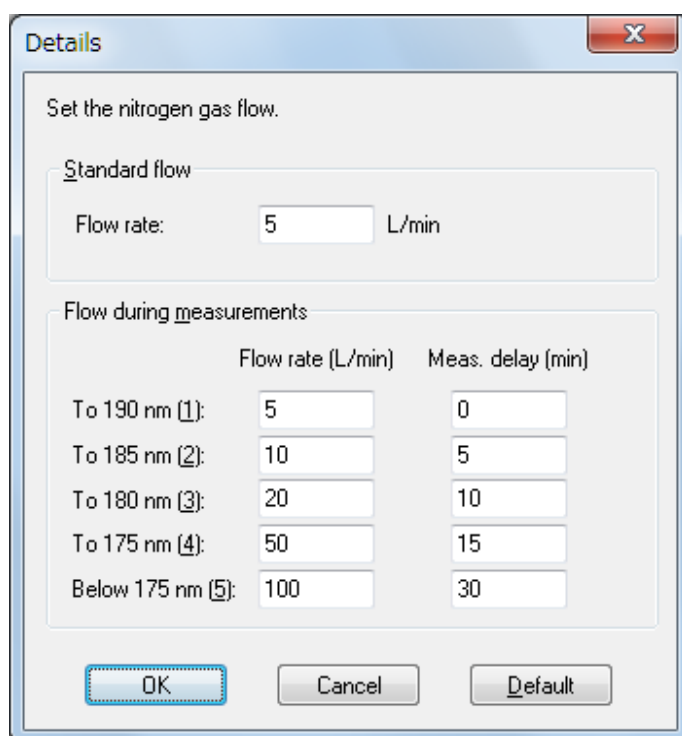 Details
Set the nitrogen gas flow.
Standard flow
Flow rate: 5 L/min
Flow during measurements
Flow rate (L/min) Meas. delay (min)
To 190 nm (1): 5 0
To 185 nm (2): 10 5
To 180 nm (3): 20 10
To 175 nm (4): 50 15
Below 175 nm (5): 100 30
OK Cancel Default